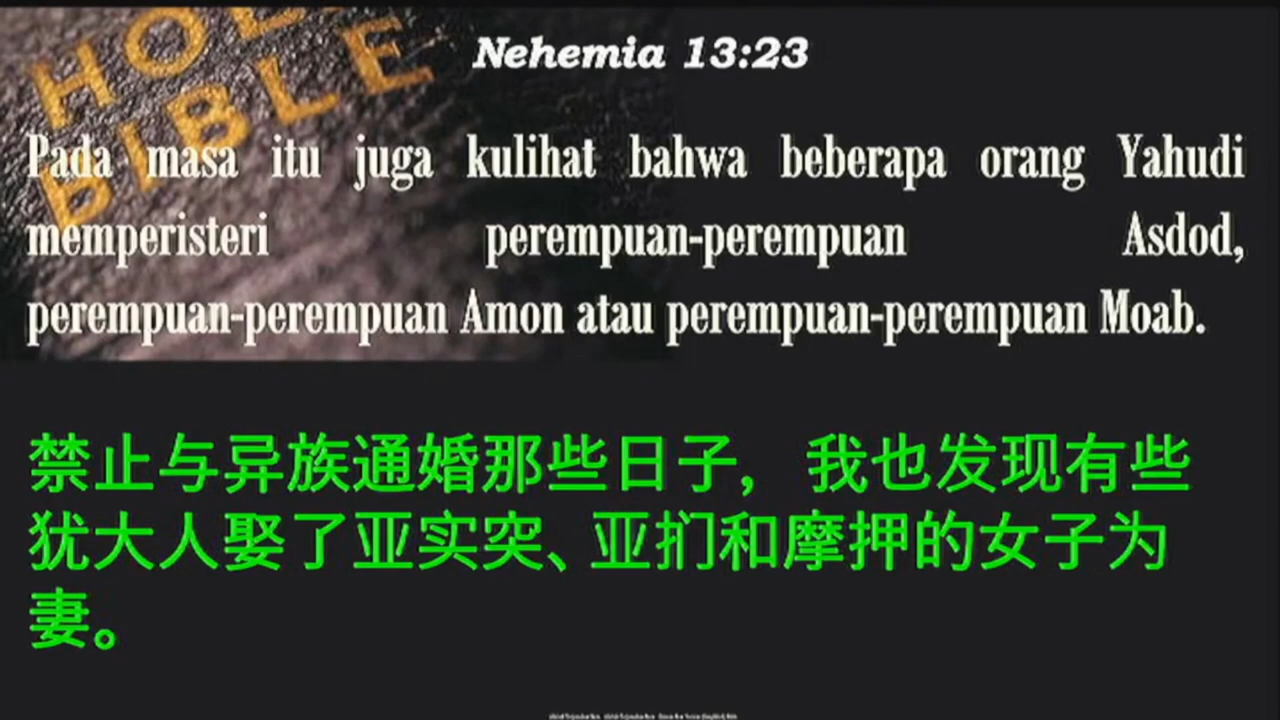 HOL
BIBLE
Nehemia 13:23
Pada masa itu juga kulihat bahwa beberapa orang Yahudi
memperisteri perempuan-perempuan Asdod,
perempuan-perempuan Amon atau perempuan-perempuan Moab.
禁止与异族通婚那些日子，我也发现有些
犹大人娶了亚实突、亚扪和摩押的女子为
妻。